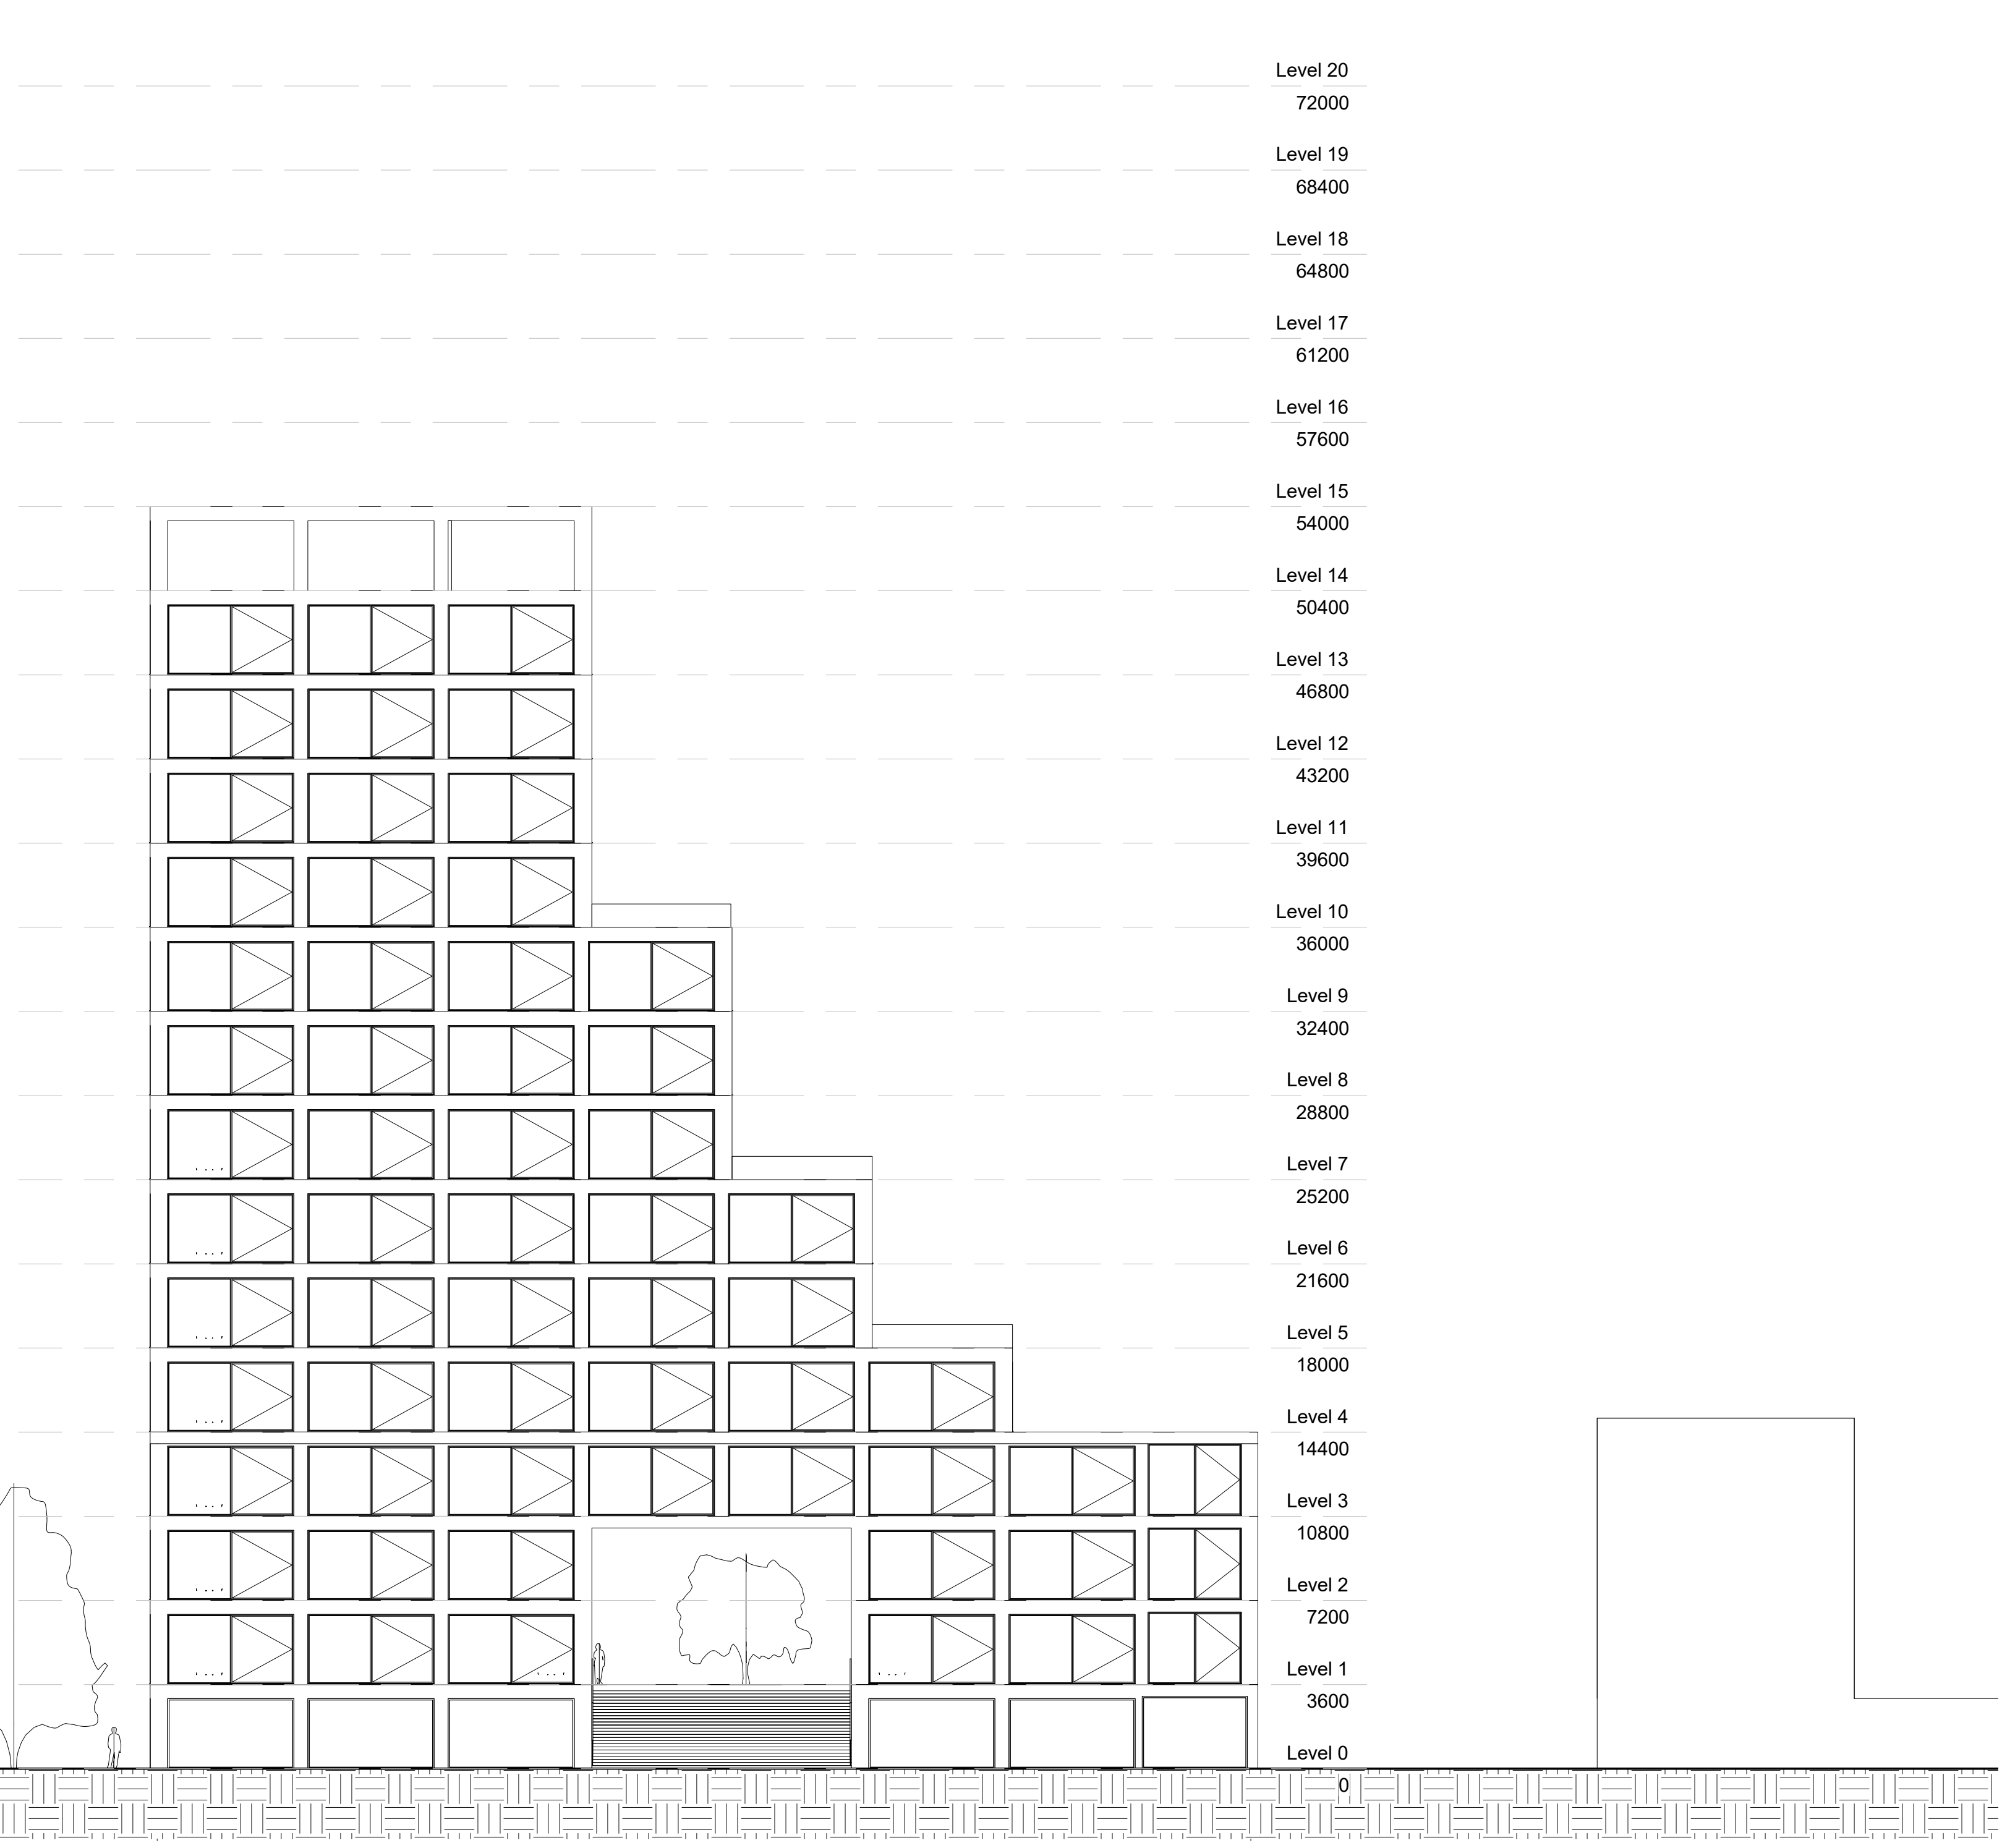 Level 20
72000
Level 19
68400
Level 18
64800
Level 17
61200
Level 16
57600
Level 15
54000
Level 14
50400
Level 13
46800
Level 12
43200
Level 11
39600
Level 10
36000
Level 9
32400
Level 8
28800
Level 7
25200
Level 6
21600
Level 5
18000
Level 4
14400
Level 3
10800
Level 2
7200
Level 1
3600
Level 0
0